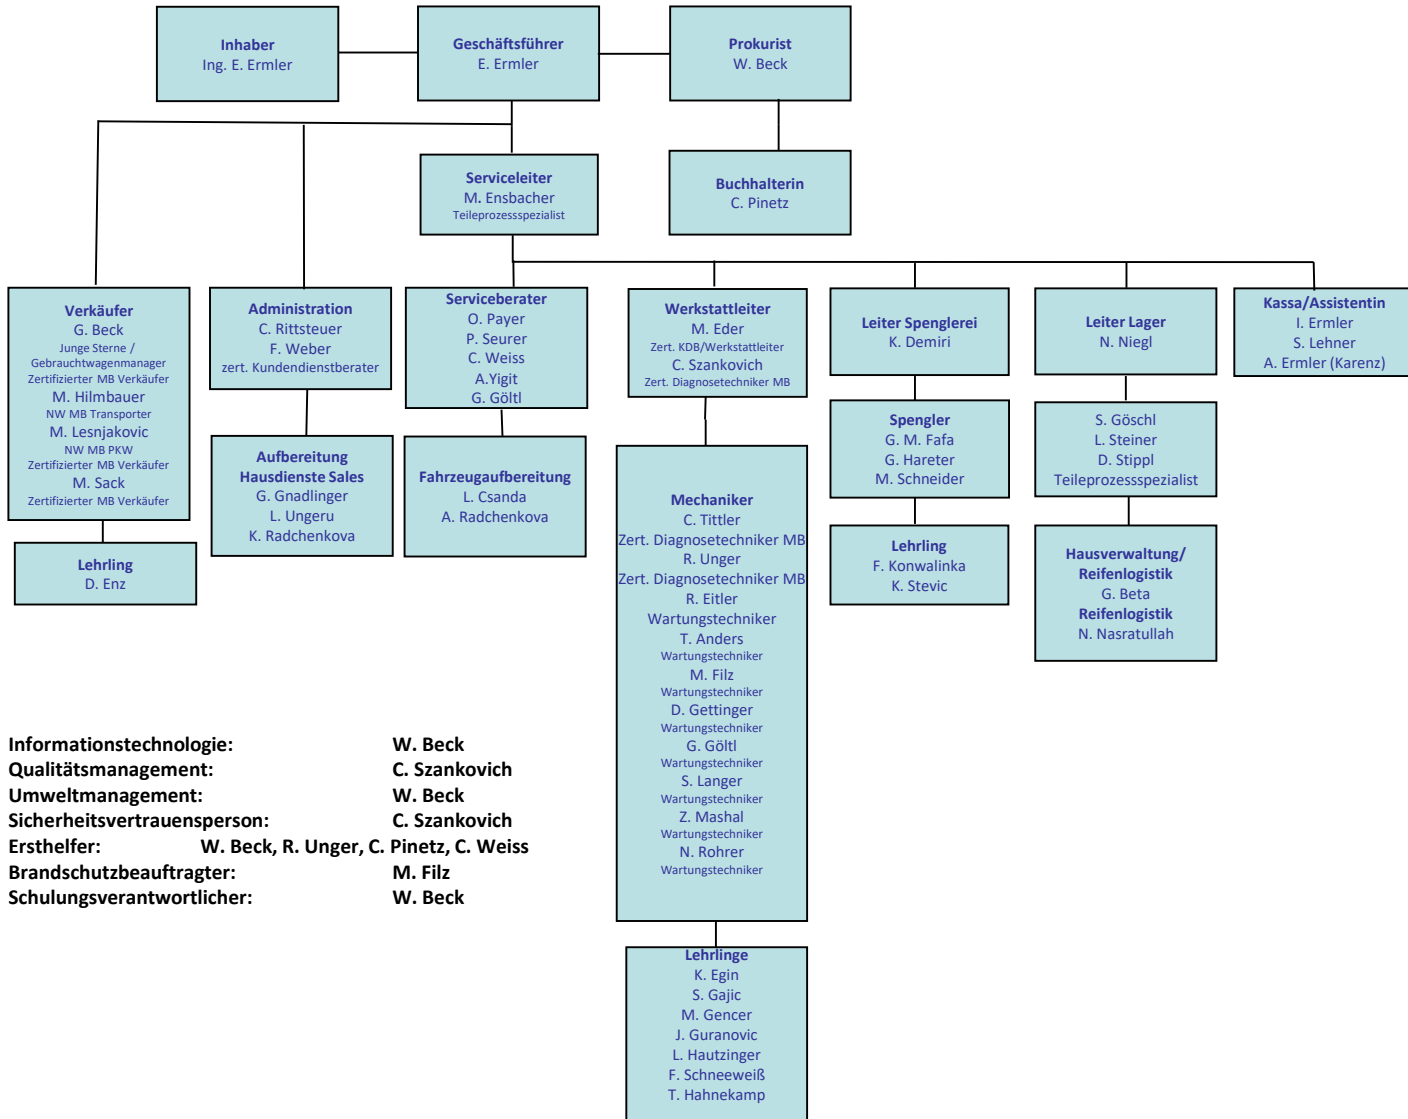 Inhaber
Ing. E. Ermler
Geschäftsführer
E. Ermler
Prokurist
W. Beck
Serviceleiter
M. Ensbacher
Teileprozessspezialist
Buchhalterin
C. Pinetz
Verkäufer
G. Beck
Junge Sterne /
Gebrauchtwagenmanager
Zertifizierter MB Verkäufer
M. Hilmbauer
NW MB Transporter
M. Lesnjakovic
NW MB PKW
Zertifizierter MB Verkäufer
M. Sack
Zertifizierter MB Verkäufer
Lehrling
D. Enz
Administration
C. Rittsteuer
F. Weber
zert. Kundendienstberater
Aufbereitung
Hausdienste Sales
G. Gnadlinger
L. Ungeru
K. Radchenkova
Serviceberater
O. Payer
P. Seurer
C. Weiss
A.Yigit
G. Göltl
Fahrzeugaufbereitung
L. Csanda
A. Radchenkova
Werkstattleiter
M. Eder
Zert. KDB/Werkstattleiter
C. Szankovich
Zert. Diagnosetechniker MB
Mechaniker
C. Tittler
Zert. Diagnosetechniker MB
R. Unger
Zert. Diagnosetechniker MB
R. Eitler
Wartungstechniker
T. Anders
Wartungstechniker
M. Filz
Wartungstechniker
D. Gettinger
Wartungstechniker
G. Göltl
Wartungstechniker
S. Langer
Wartungstechniker
Z. Mashal
Wartungstechniker
N. Rohrer
Wartungstechniker
Lehrlinge
K. Egin
S. Gajic
M. Gencer
J. Guranovic
L. Hautzinger
F. Schneeweiß
T. Hahnekamp
Leiter Spenglerei
K. Demiri
Spengler
G. M. Fafa
G. Hareter
M. Schneider
Lehrling
F. Konwalinka
K. Stevic
Leiter Lager
N. Niegl
S. Göschl
L. Steiner
D. Stippl
Teileprozessspezialist
Hausverwaltung/
Reifenlogistik
G. Beta
Reifenlogistik
N. Nasratullah
Kassa/Assistentin
I. Ermler
S. Lehner
A. Ermler (Karenz)
Informationstechnologie: W. Beck
Qualitätsmanagement: C. Szankovich
Umweltmanagement: W. Beck
Sicherheitsvertrauensperson: C. Szankovich
Ersthelfer: W. Beck, R. Unger, C. Pinetz, C. Weiss
Brandschutzbeauftragter: M. Filz
Schulungsverantwortlicher: W. Beck